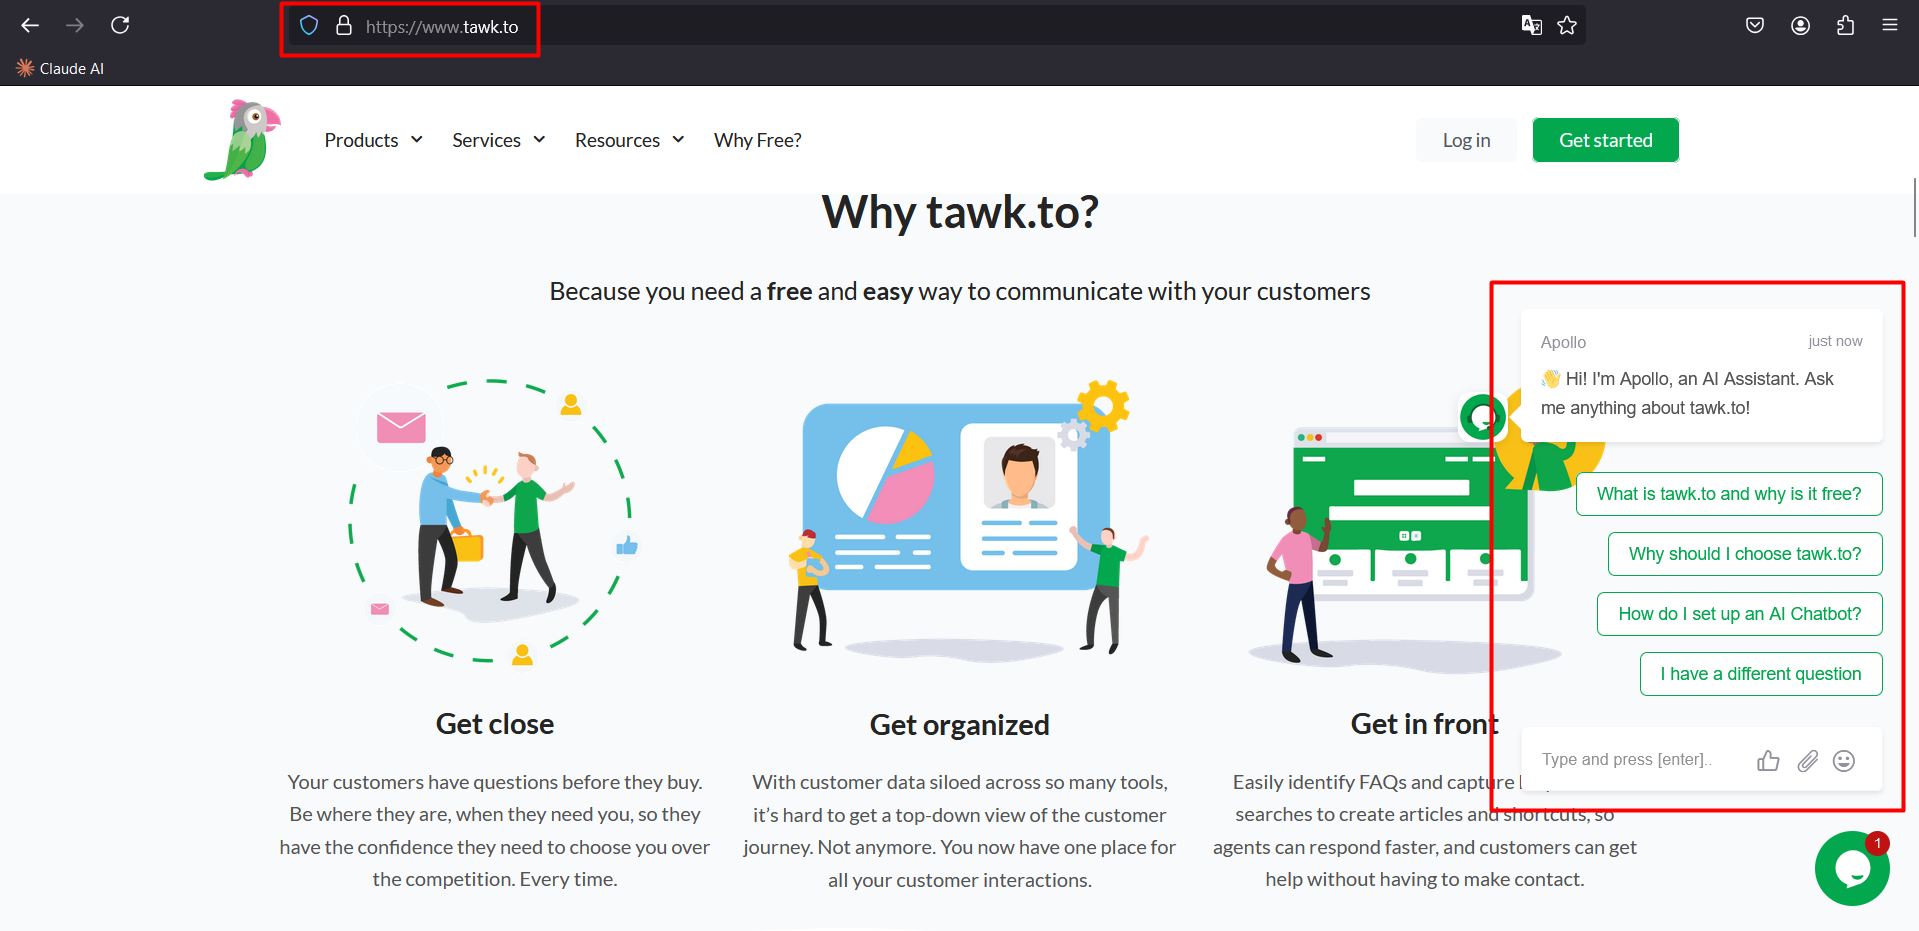 https://www.tawk.to
Claude AI
Products
Services
Resources
Why Free?
Log in
Get started
Why tawk.to?
Because you need a free and easy way to communicate with your customers
Get close
Your customers have questions before they buy.
Be where they are, when they need you, so they
have the confidence they need to choose you over
the competition. Every time.
Get organized
With customer data siloed across so many tools,
it’s hard to get a top-down view of the customer
journey. Not anymore. You now have one place for
all your customer interactions.
Get in front
Easily identify FAQs and capture
searches to create articles and shortcuts, so
agents can respond faster, and customers can get
help without having to make contact.
Apollo
just now
👋 Hi! I'm Apollo, an AI Assistant. Ask
me anything about tawk.to!
What is tawk.to and why is it free?
Why should I choose tawk.to?
How do I set up an AI Chatbot?
I have a different question
Type and press [enter]..
1